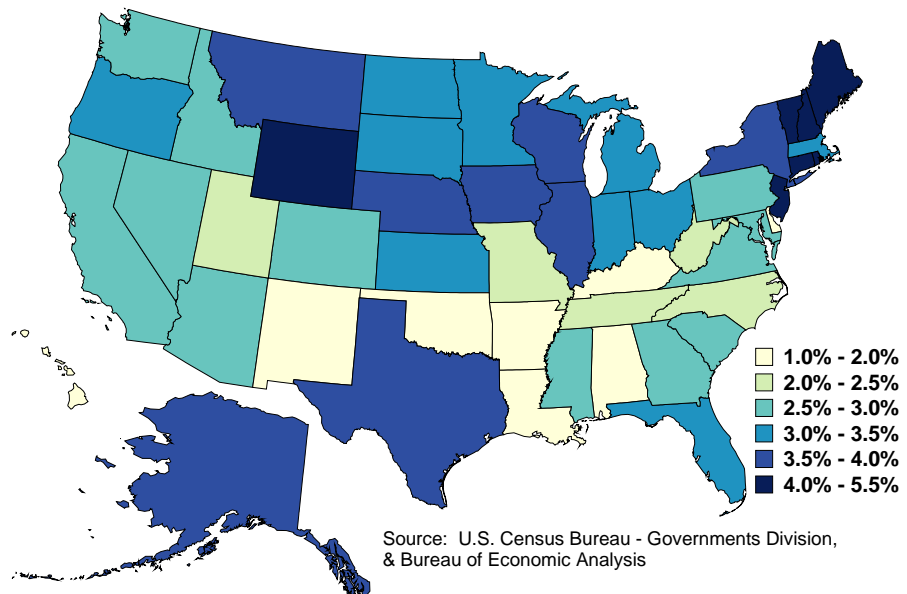 1.0% - 2.0%
2.0% - 2.5%
2.5% - 3.0%
3.0% - 3.5%
3.5% - 4.0%
4.0% - 5.5%
Source:  U.S. Census Bureau - Governments Division,
& Bureau of Economic Analysis